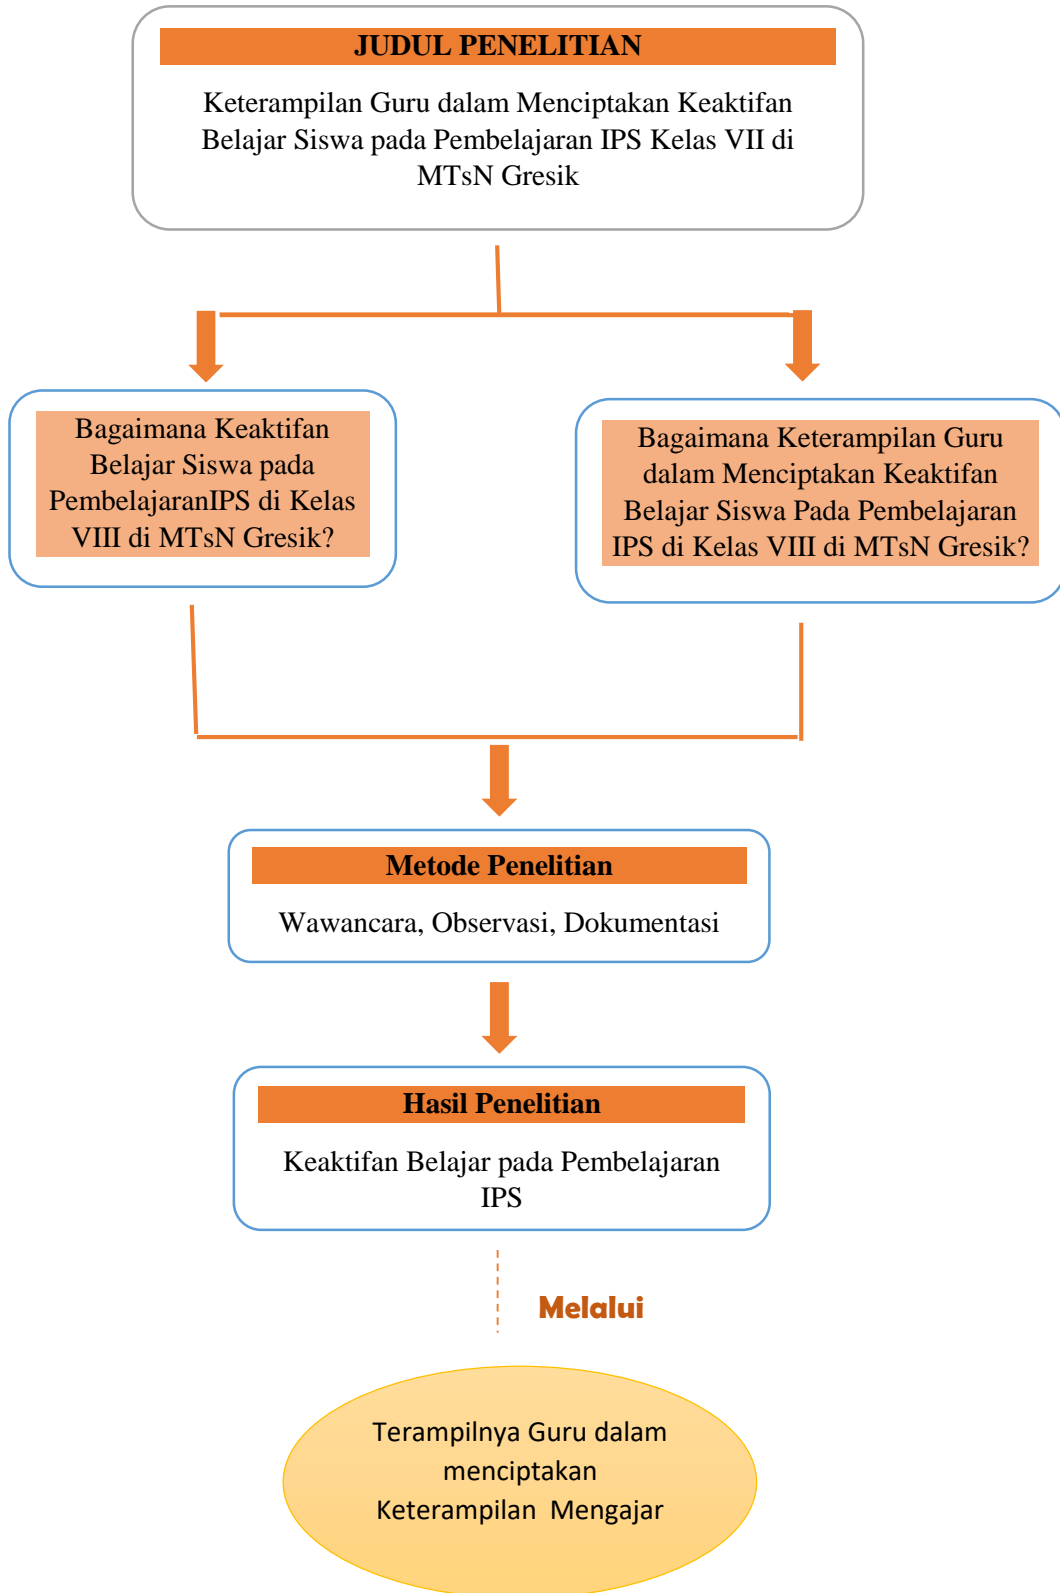 JUDUL PENELITIAN
Keterampilan Guru dalam Menciptakan Keaktifan
Belajar Siswa pada Pembelajaran IPS Kelas VII di
MTsN Gresik
Bagaimana Keaktifan
Belajar Siswa pada
PembelajaranIPS di Kelas
VIII di MTsN Gresik?
Bagaimana Keterampilan Guru
dalam Menciptakan Keaktifan
Belajar Siswa Pada Pembelajaran
IPS di Kelas VIII di MTsN Gresik?
Metode Penelitian
Wawancara, Observasi, Dokumentasi
Hasil Penelitian
Keaktifan Belajar pada Pembelajaran
IPS
Melalui
Terampilnya Guru dalam
menciptakan
Keterampilan Mengajar